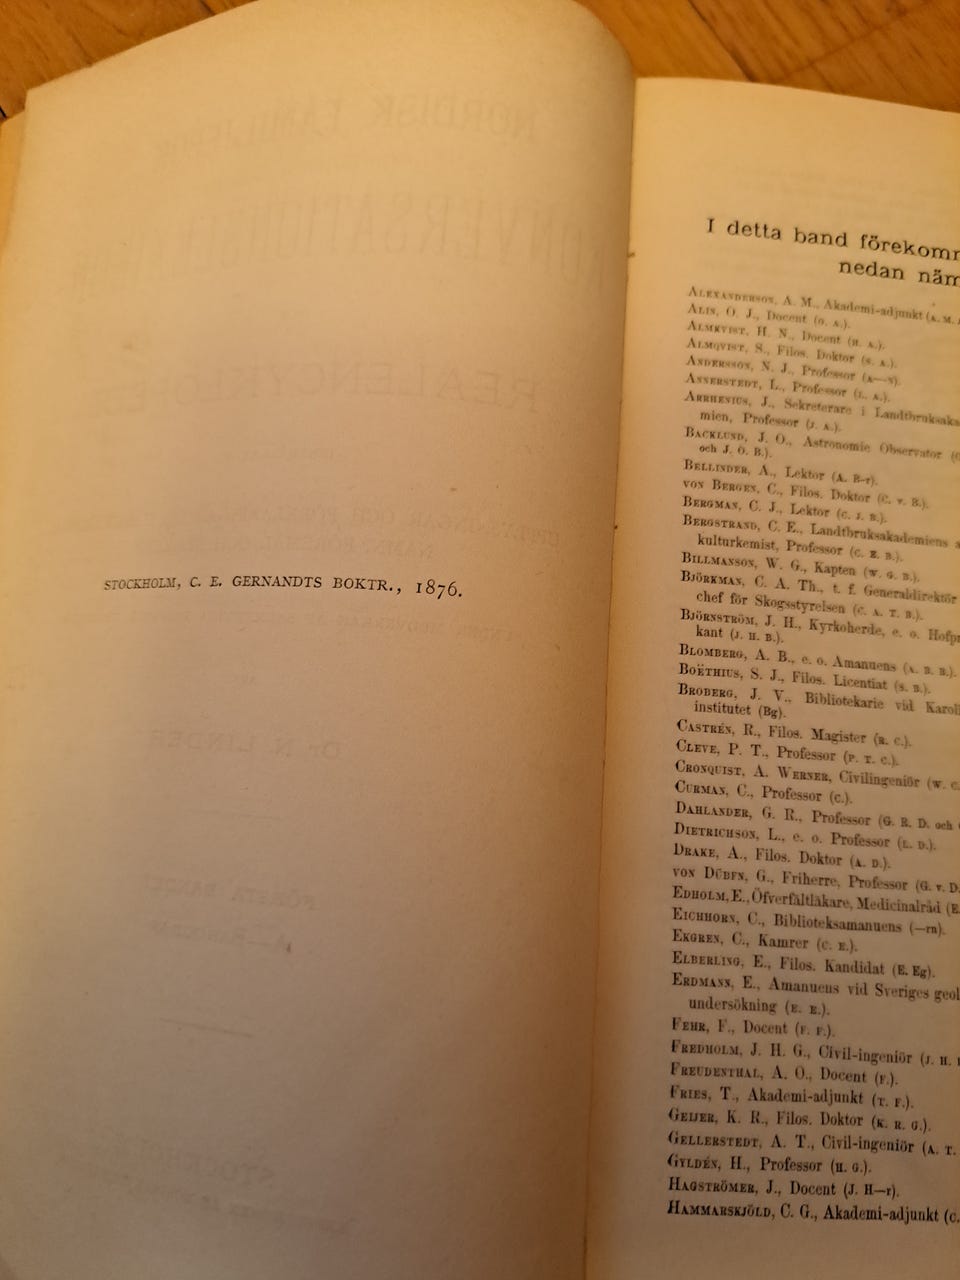 STOCKHOLM, C. E. GERNANDTS BOKTR., 1876.
I detta band förekomm
nedan näm
ALEXANDERSON, A. M., Akademi-adjunkt (A. M. A
ALIN, O. J., Docent (O. A.).
ALMKVIST, H. N., Docent (H. A.).
ALMQVIST, S., Filos. Doktor (S. A.).
ANDERSSON, N. J., Professor (A—N).
ANNERSTEDT, L., Professor (L. A.).
ARRHENIUS, J., Sekreterare i Landtbruksaka
mien, Professor (J. A.).
BACKLUND, J. O., Astronomie Observator (
och J. O. B.).
BELLINDER, A., Lektor (A. B-r).
VON BERGEN, C., Filos. Doktor (C. v. B.).
BERGMAN, C. J., Lektor (C. J. B.).
BERGSTRAND, C. E., Landtbruksakademiens a
kulturkemist, Professor (C. E. B.).
BILLMANSON, W. G., Kapten (W. G. B.).
BJÖRKMAN, C. A. Th., t. f. Generaldirektör
chef för Skogsstyrelsen (C. A. T. B.).
BJÖRNSTRÖM, J. H., Kyrkoherde, e. o. Hofpr
kant (J. H. B.).
BLOMBERG, A. B., e. o. Amanuens (A. B. B.).
BOËTHIUS, S. J., Filos. Licentiat (S. B.).
BROBERG, J. V., Bibliotekarie vid Karol
institutet (Bg).
CASTRÉN, R., Filos. Magister (R. C.).
CLEVE, P. T., Professor (P. T. C.).
CRONQUIST, A. WERNER, Civilingeniör (W. C.
CURMAN, C., Professor (C.).
DAHLANDER, G. R., Professor (G. R. D. och
DIETRICHSON, L., e. o. Professor (L. D.).
DRAKE, A., Filos. Doktor (A. D.).
VON DÜBEN, G., Friherre, Professor (G. v. D.
EDHOLM, E., Öfverfältläkare, Medicinalråd (E.
EICHHORN, C., Biblioteksamanuens (—rn).
EKGREN, C., Kamrer (C. E.).
ELBERLING, E., Filos. Kandidat (E. Eg).
ERDMANN, E., Amanuens vid Sveriges geol
undersökning (E. E.).
FEHR, F., Docent (F. F.).
FREDHOLM, J. H. G., Civil-ingeniör (J. H.
FREUDENTHAL, A. O., Docent (F.).
FRIES, T., Akademi-adjunkt (T. F.).
GEIJER, K. R., Filos. Doktor (K. R. G.).
GELLERSTEDT, A. T., Civil-ingeniör (A. T.
GYLDÉN, H., Professor (H. G.).
HAGSTRÖMER, J., Docent (J. H—r).
HAMMARSKJÖLD, C. G., Akademi-adjunkt (C.